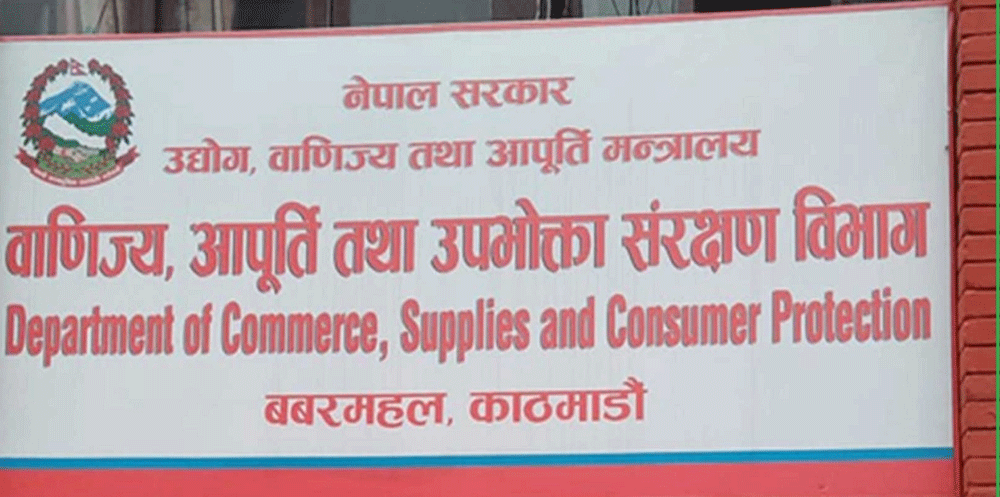 नेपाल सरकार
उद्योग, वाणिज्य तथा आपूर्ति मन्त्रालय
वाणिज्य, आपूर्ति तथा उपभोक्ता संरक्षण विभाग
Department of Commerce, Supplies and Consumer Protection
बबरमहल, काठमाडौं